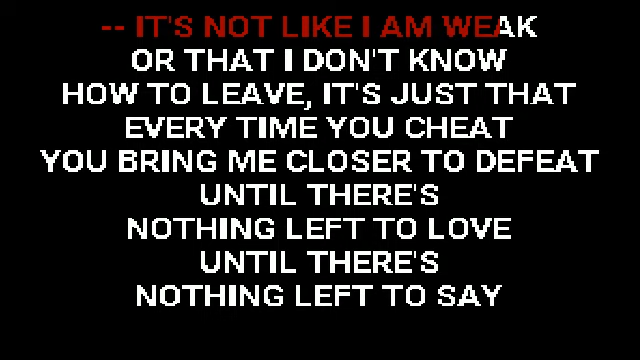 -- IT'S NOT LIKE I AM WEAK
OR THAT I DON'T KNOW
HOW TO LEAVE, IT'S JUST THAT
EVERY TIME YOU CHEAT
YOU BRING ME CLOSER TO DEFEAT
UNTIL THERE'S
NOTHING LEFT TO LOVE
UNTIL THERE'S
NOTHING LEFT TO SAY